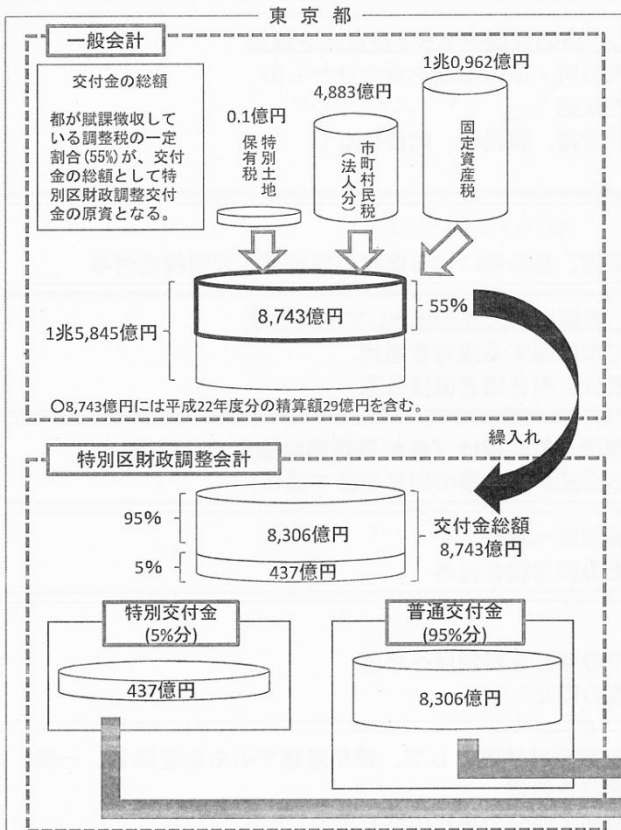 東京都
一般会計
交付金の総額
都が賦課徴収して
いる調整税の一定
割合(55%)が、交付
金の総額として特
別区財政調整交付
金の原資となる。
0.1億円
特別土地
保有税
4,883億円
市町村民税
(法人分)
1兆0,962億円
固定資産税
8,743億円
55%
1兆5,845億円
〇8,743億円には平成22年度分の精算額29億円を含む。
繰入れ
特別区財政調整会計
95%
8,306億円
5%
437億円
交付金総額
8,743億円
特別交付金
(5%分)
437億円
普通交付金
(95%分)
8,306億円